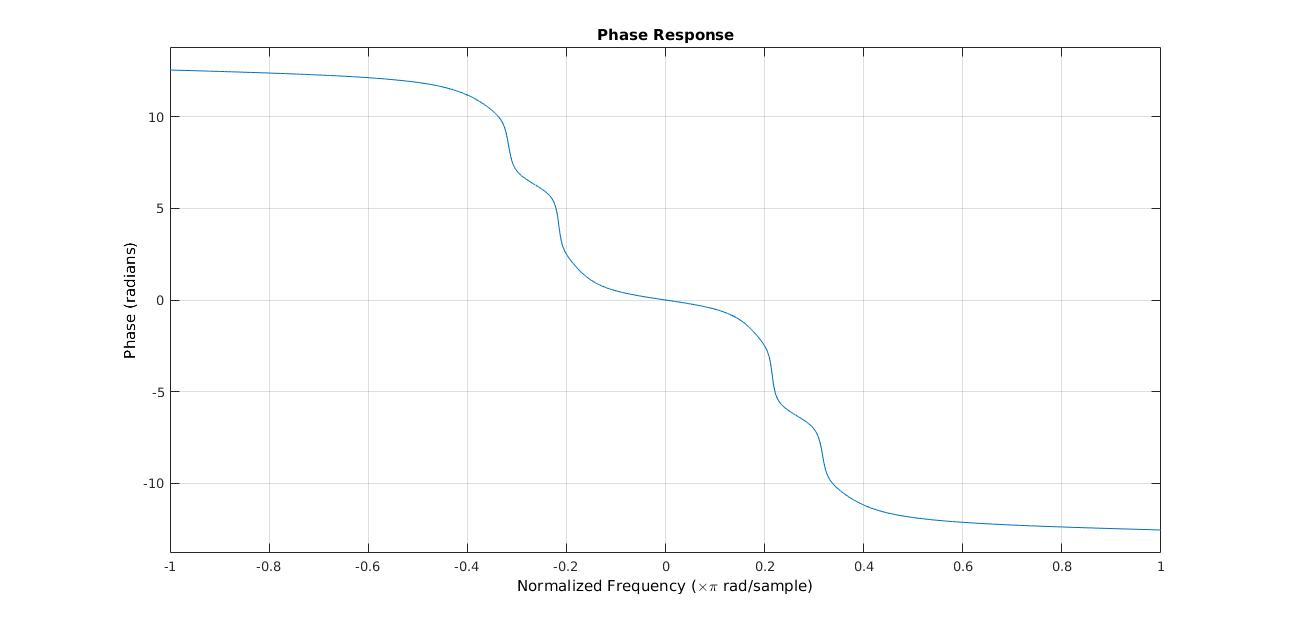 Phase Response
10
5
0
-5
-10
Phase (radians)
-1 -0.8 -0.6 -0.4 -0.2 0 0.2 0.4 0.6 0.8 1
Normalized Frequency (×π rad/sample)